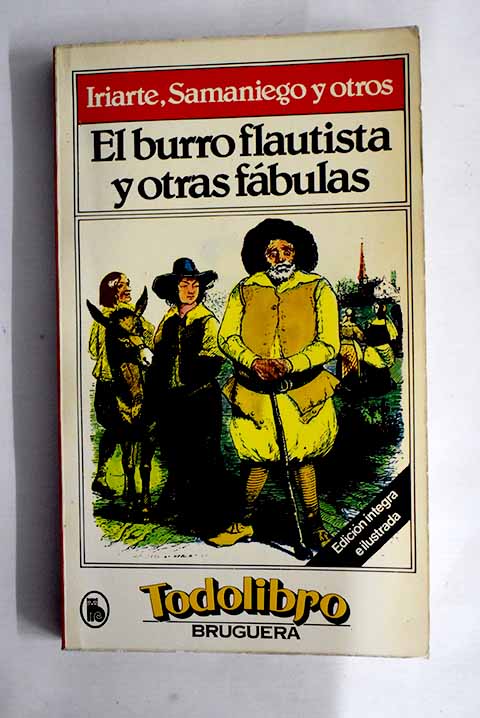 Iriarte, Samaniego y otros
El burro flautista
y otras fábulas
Edición íntegra
e ilustrada
Todolibro
BRUGUERA